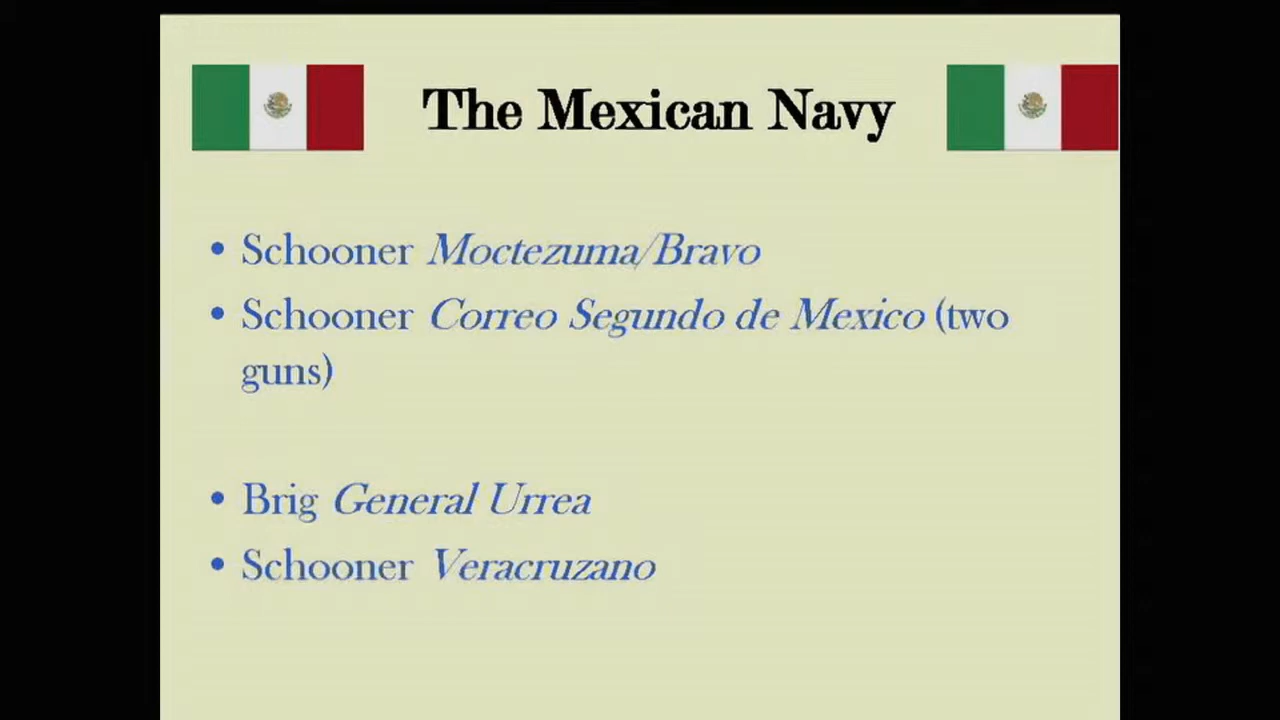 The Mexican Navy
• Schooner Moctezuma/Bravo
• Schooner Correo Segundo de Mexico (two
guns)
• Brig General Urrea
• Schooner Veracruzano